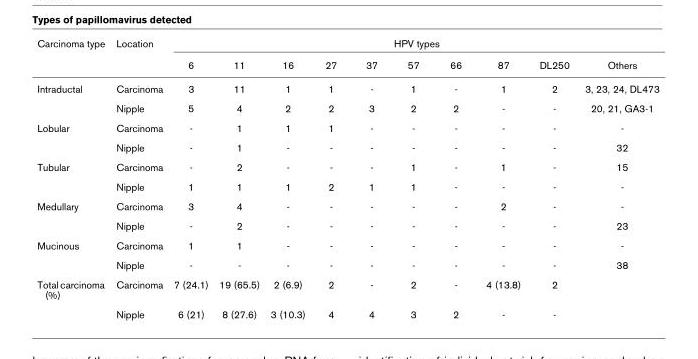 Types of papillomavirus detected
Carcinoma type Location HPV types
6 11 16 27 37 57 66 87 DL250 Others
Intraductal Carcinoma 3 11 1 1 - 1 - 1 2 3, 23, 24, DL473
Nipple 5 4 2 2 3 2 2 - - 20, 21, GA3-1
Lobular Carcinoma - 1 1 1 - - - - - -
Nipple - 1 - - - - - - - 32
Tubular Carcinoma - 2 - - - 1 - 1 - 15
Nipple 1 1 1 2 1 1 - - - -
Medullary Carcinoma 3 4 - - - - - 2 - -
Nipple - 2 - - - - - - - 23
Mucinous Carcinoma 1 1 - - - - - - - -
Nipple - - - - - - - - - 38
Total carcinoma Carcinoma 7 (24.1) 19 (65.5) 2 (6.9) 2 - 2 - 4 (13.8) 2
(%)
Nipple 6 (21) 8 (27.6) 3 (10.3) 4 4 3 2 - -